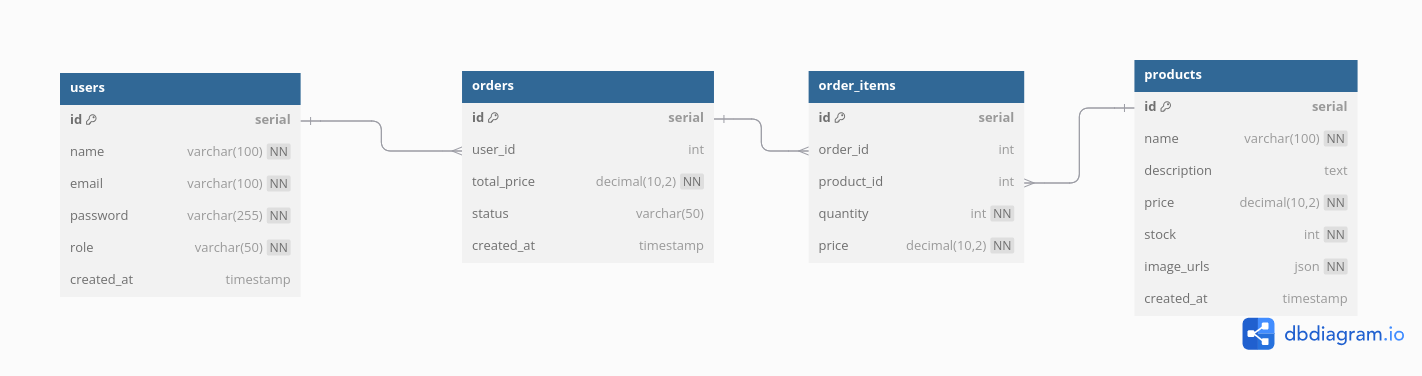 users
id serial
name varchar(100) NN
email varchar(100) NN
password varchar(255) NN
role varchar(50) NN
created_at timestamp
orders
id serial
user_id int
total_price decimal(10,2) NN
status varchar(50)
created_at timestamp
order_items
id serial
order_id int
product_id int
quantity int NN
price decimal(10,2) NN
products
id serial
name varchar(100) NN
description text
price decimal(10,2) NN
stock int NN
image_urls json NN
created_at timestamp
dbdiagram.io